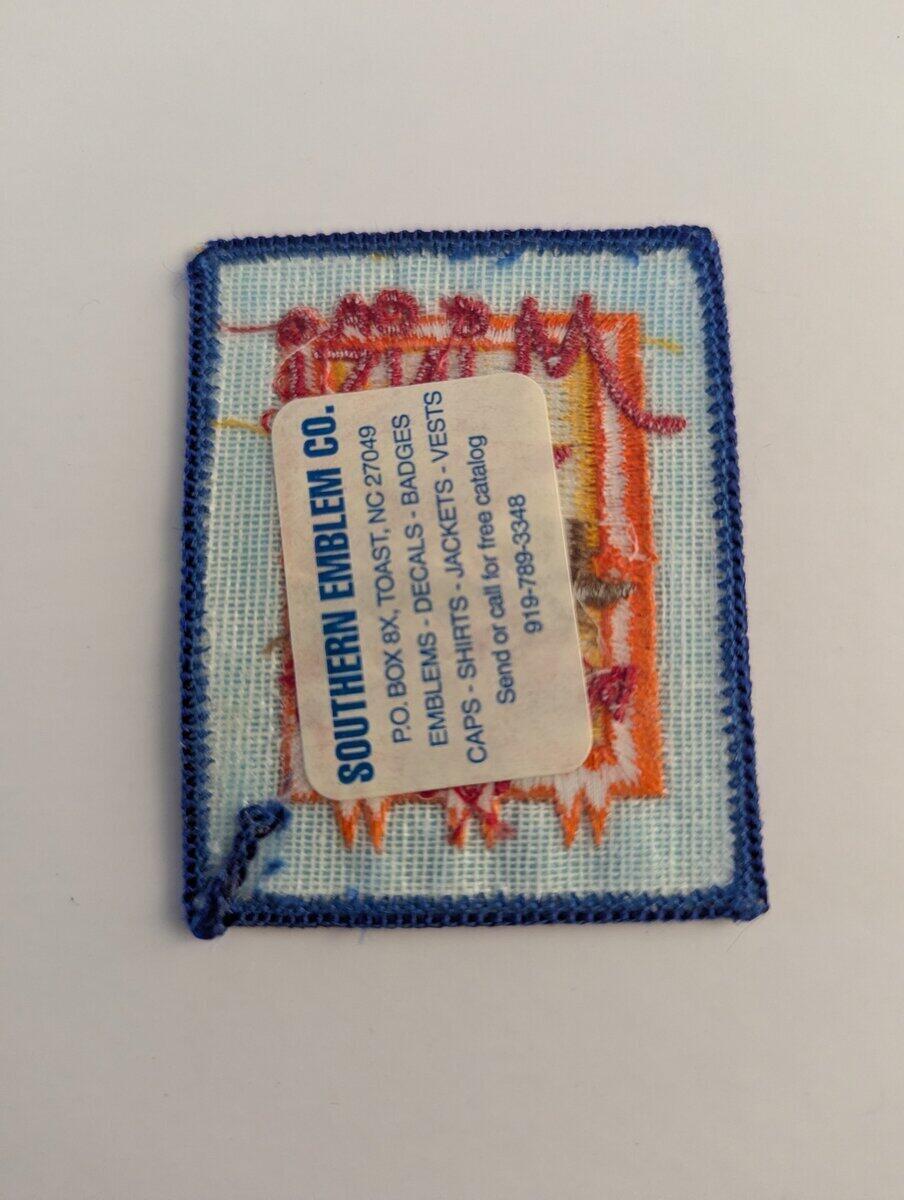 SOUTHERN EMBLEM CO.
P.O. BOX 8X, TOAST, NC 27049
EMBLEMS - DECALS - BADGES
CAPS - SHIRTS - JACKETS - VESTS
Send or call for free catalog
919-789-3348